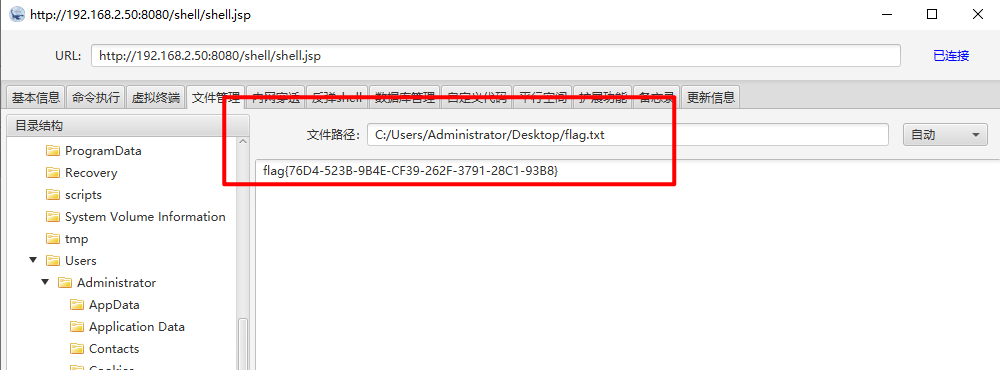 http://192.168.2.50:8080/shell/shell.jsp
URL: http://192.168.2.50:8080/shell/shell.jsp 已连接
基本信息 命令执行 虚拟终端 文件管理 内网穿透 反弹shell 数据库管理 自定义代码 平行空间 扩展功能 备忘录 更新信息
目录结构
文件路径: C:/Users/Administrator/Desktop/flag.txt 自动
flag{76D4-523B-9B4E-CF39-262F-3791-28C1-93B8}
ProgramData
Recovery
scripts
System Volume Information
tmp
Users
Administrator
AppData
Application Data
Contacts
Cookies